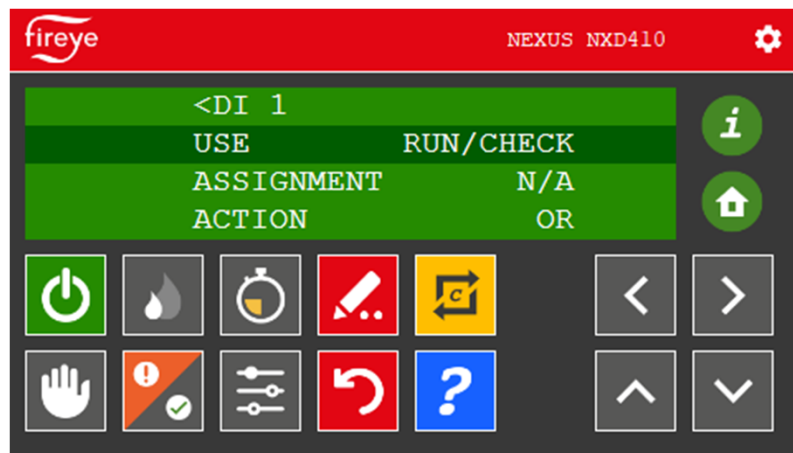 fireye
NEXUS NXD410
<DI 1
USE RUN/CHECK
ASSIGNMENT N/A
ACTION OR
i
C
?